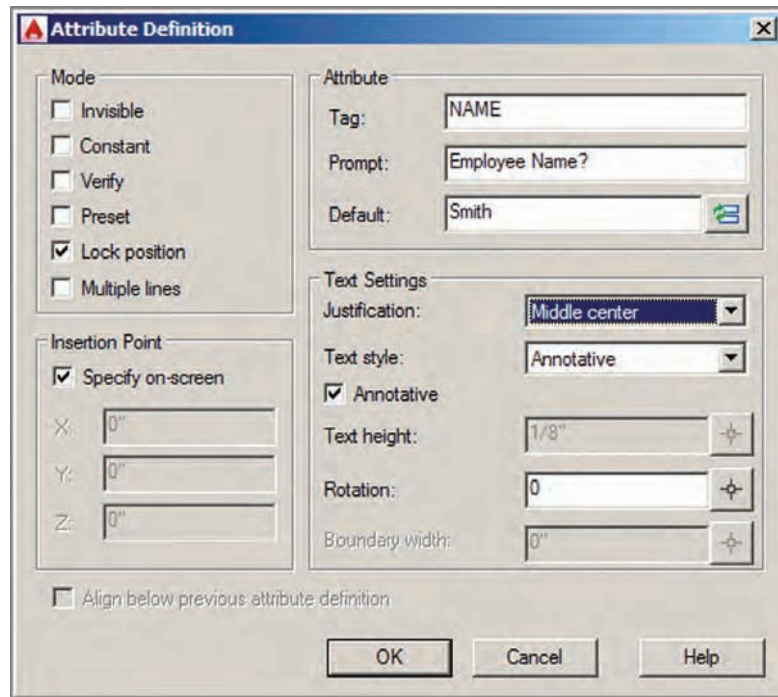 Attribute Definition
Mode
Invisible
Constant
Verify
Preset
Lock position
Multiple lines
Attribute
Tag: NAME
Prompt: Employee Name?
Default: Smith
Insertion Point
Specify on-screen
X: 0"
Y: 0"
Z: 0"
Text Settings
Justification: Middle center
Text style: Annotative
Annotative
Text height: 1/8"
Rotation: 0
Boundary width: 0"
Align below previous attribute definition
OK Cancel Help